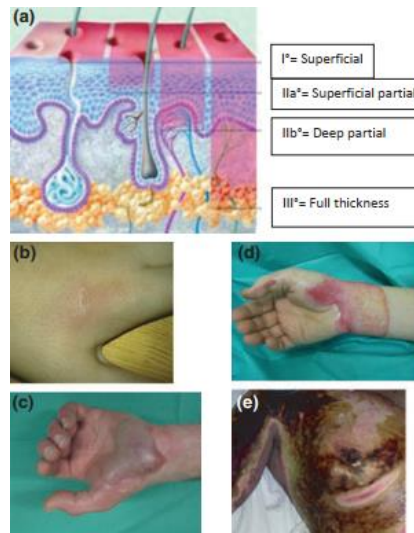 (a)
I°= Superficial
IIa°= Superficial partial
IIb°= Deep partial
III°= Full thickness
(b)
(d)
(c)
(e)